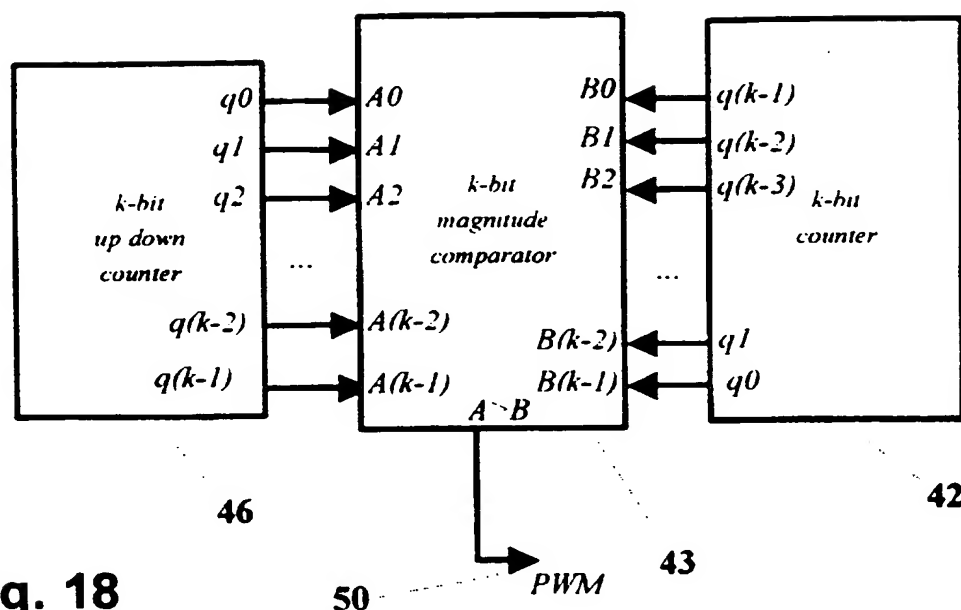 q0
q1
q2
k-bit
up down
counter
...
q(k-2)
q(k-1)
A0
A1
A2
k-bit
magnitude
comparator
A(k-2)
A(k-1)
B0
B1
B2
B(k-2)
B(k-1)
A B
q(k-1)
q(k-2)
q(k-3)
k-bit
counter
...
q1
q0
46
43
42
50
PWM
g. 18